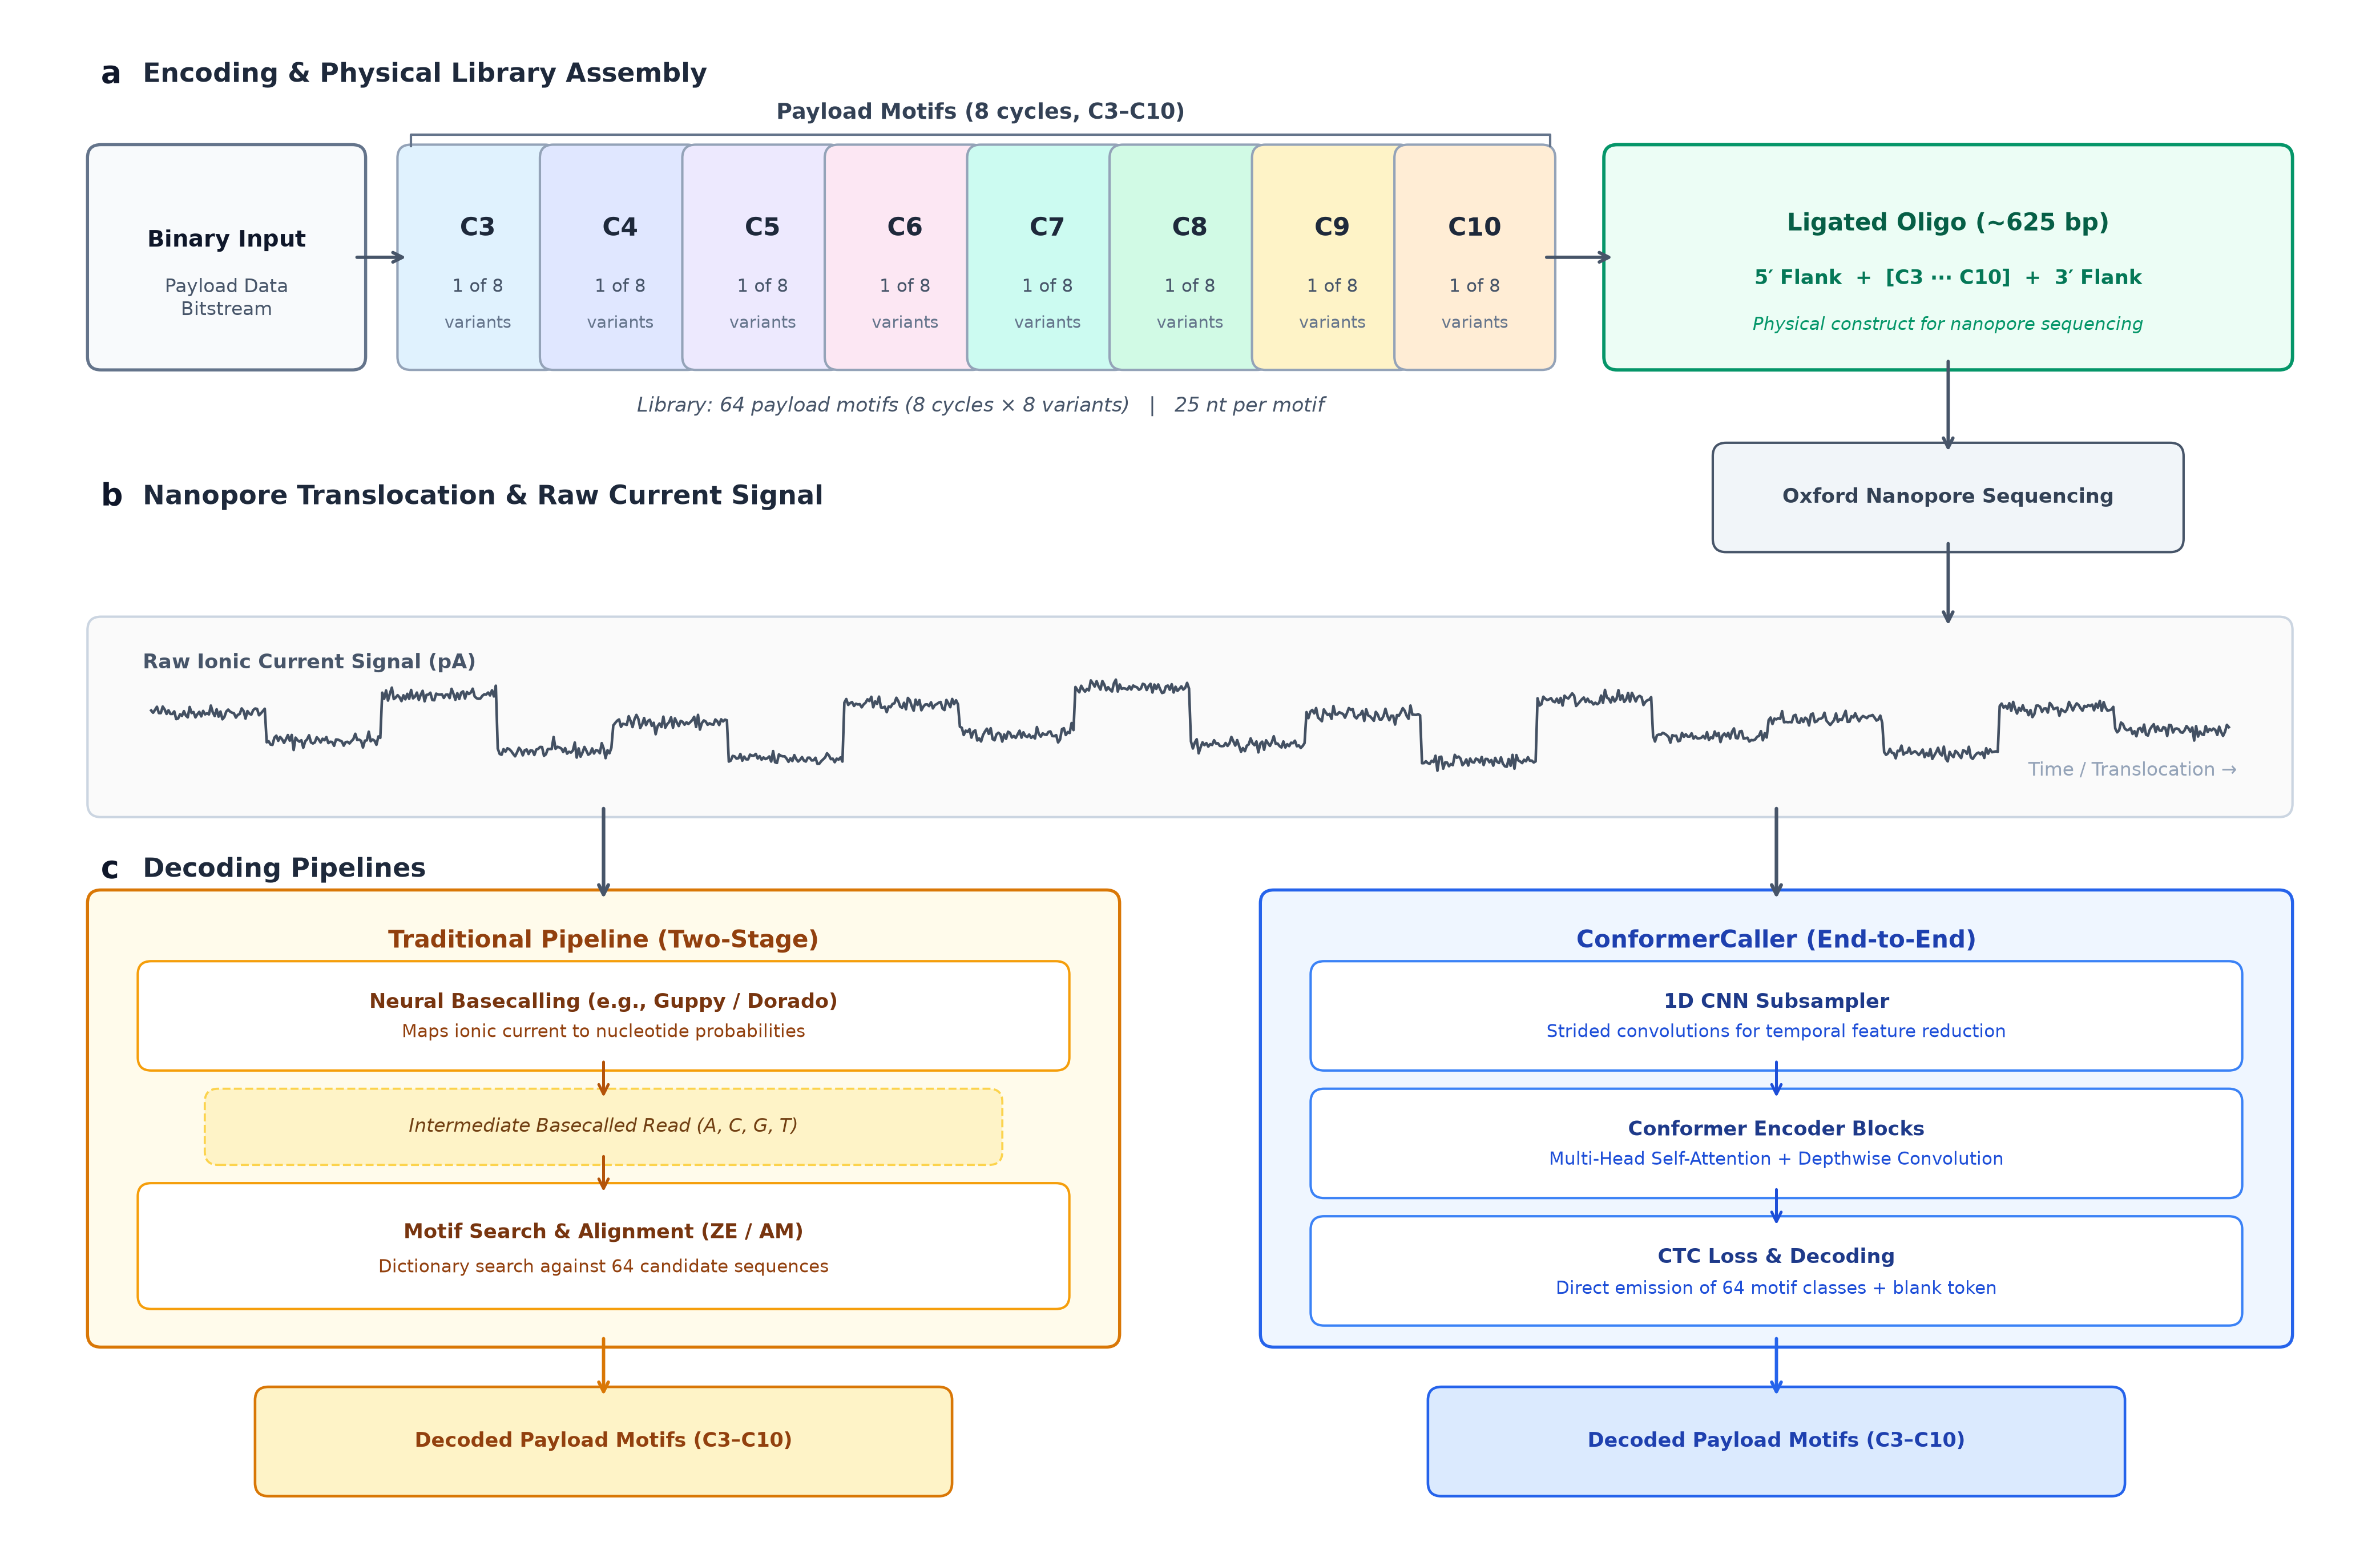 a Encoding & Physical Library Assembly
Payload Motifs (8 cycles, C3–C10)
Binary Input
Payload Data
Bitstream
C3
1 of 8
variants
C4
1 of 8
variants
C5
1 of 8
variants
C6
1 of 8
variants
C7
1 of 8
variants
C8
1 of 8
variants
C9
1 of 8
variants
C10
1 of 8
variants
Ligated Oligo (~625 bp)
5′ Flank + [C3 ··· C10] + 3′ Flank
Physical construct for nanopore sequencing
Library: 64 payload motifs (8 cycles × 8 variants) | 25 nt per motif
b Nanopore Translocation & Raw Current Signal
Oxford Nanopore Sequencing
Raw Ionic Current Signal (pA)
Time / Translocation →
c Decoding Pipelines
Traditional Pipeline (Two-Stage)
Neural Basecalling (e.g., Guppy / Dorado)
Maps ionic current to nucleotide probabilities
Intermediate Basecalled Read (A, C, G, T)
Motif Search & Alignment (ZE / AM)
Dictionary search against 64 candidate sequences
Decoded Payload Motifs (C3–C10)
ConformerCaller (End-to-End)
1D CNN Subsampler
Strided convolutions for temporal feature reduction
Conformer Encoder Blocks
Multi-Head Self-Attention + Depthwise Convolution
CTC Loss & Decoding
Direct emission of 64 motif classes + blank token
Decoded Payload Motifs (C3–C10)